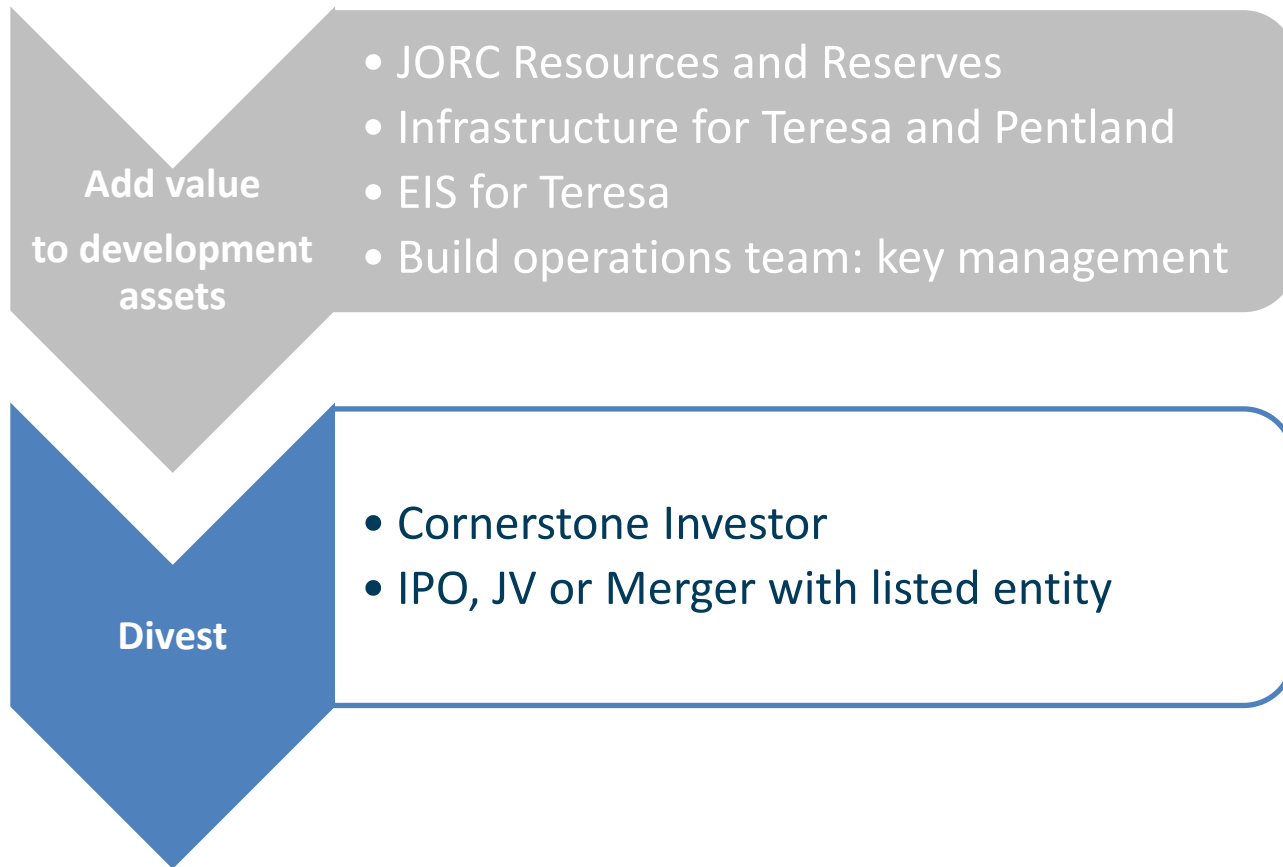 Add value
to development
assets
• JORC Resources and Reserves
• Infrastructure for Teresa and Pentland
• EIS for Teresa
• Build operations team: key management
Divest
• Cornerstone Investor
• IPO, JV or Merger with listed entity